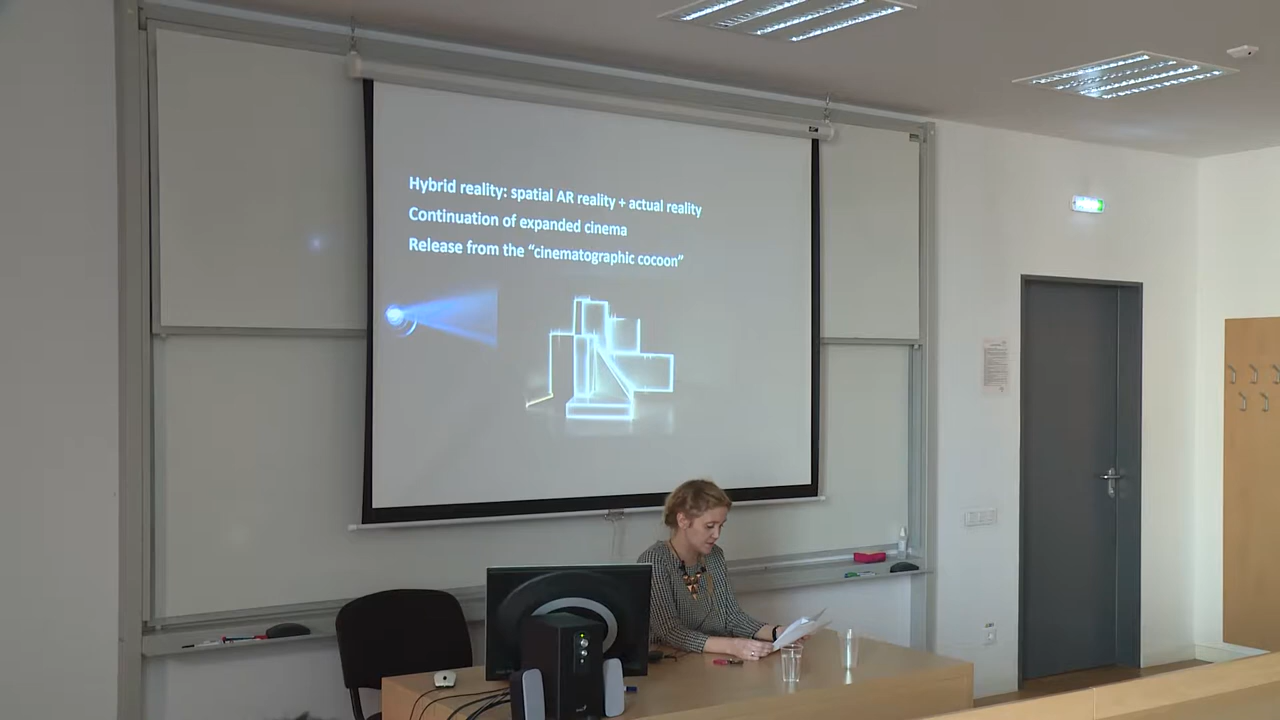 Hybrid reality: spatial AR reality + actual reality
Continuation of expanded cinema
Release from the “cinematographic cocoon”